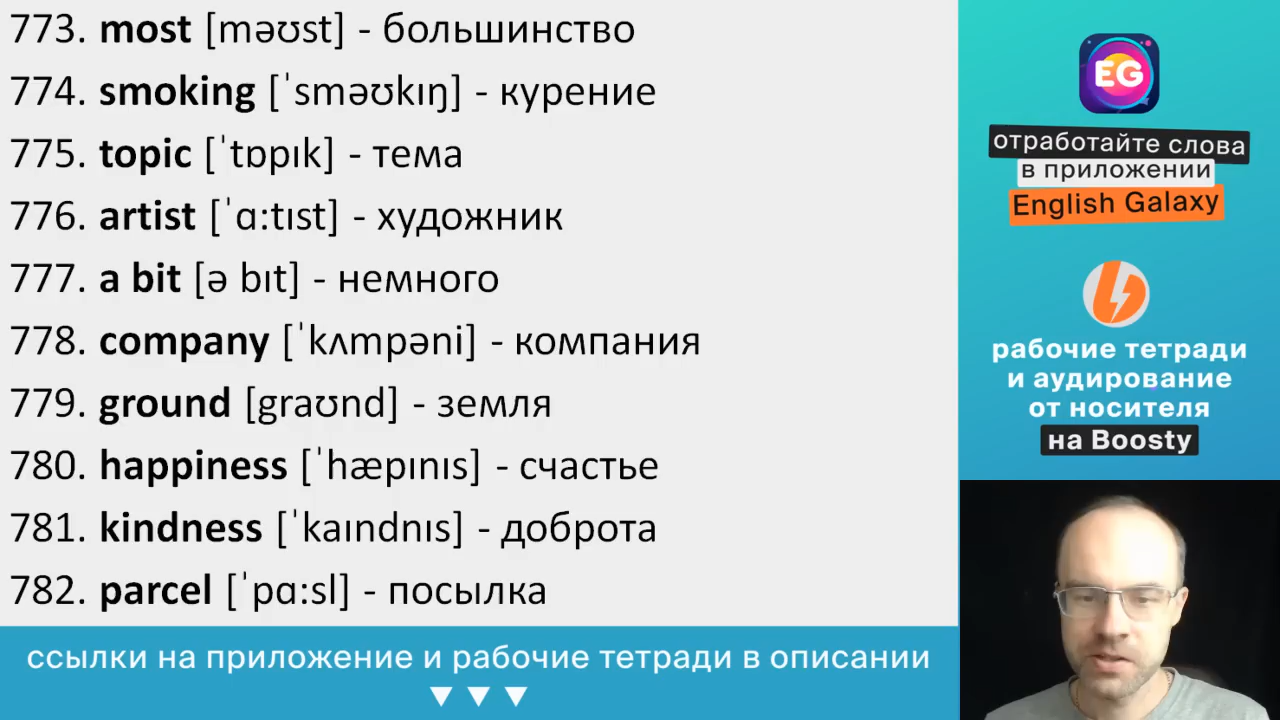 773. most [məʊst] - большинство
774. smoking [ˈsməʊkɪŋ] - курение
775. topic [ˈtɒpɪk] - тема
776. artist [ˈɑ:tɪst] - художник
777. a bit [ə bɪt] - немного
778. company [ˈkʌmpəni] - компания
779. ground [graʊnd] - земля
780. happiness [ˈhæpɪnɪs] - счастье
781. kindness [ˈkaɪndnɪs] - доброта
782. parcel [ˈpɑ:sl] - посылка
ссылки на приложение и рабочие тетради в описании
EG
отработайте слова
в приложении
English Galaxy
рабочие тетради
и аудирование
от носителя
на Boosty